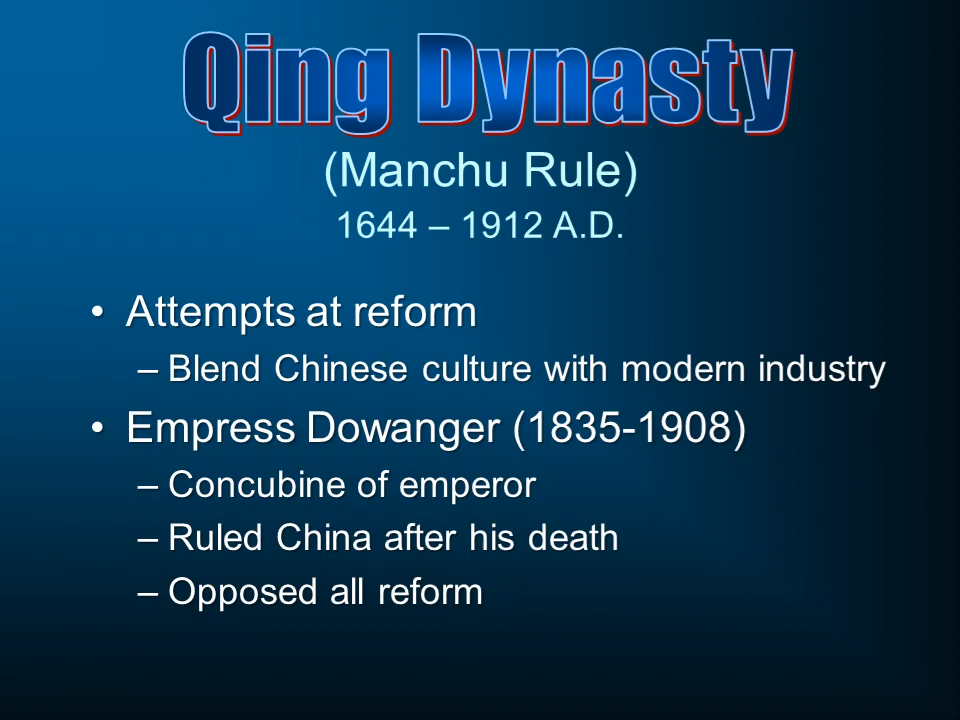 Qing Dynasty
(Manchu Rule)
1644 – 1912 A.D.
• Attempts at reform
– Blend Chinese culture with modern industry
• Empress Dowanger (1835-1908)
– Concubine of emperor
– Ruled China after his death
– Opposed all reform